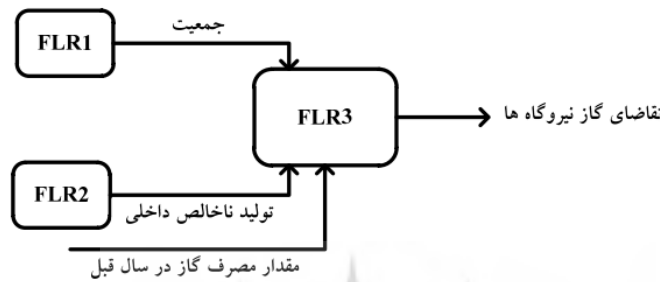 جمعیت
FLR1
FLR3
تقاضای گاز نیروگاه ها
FLR2
تولید ناخالص داخلی
مقدار مصرف گاز در سال قبل